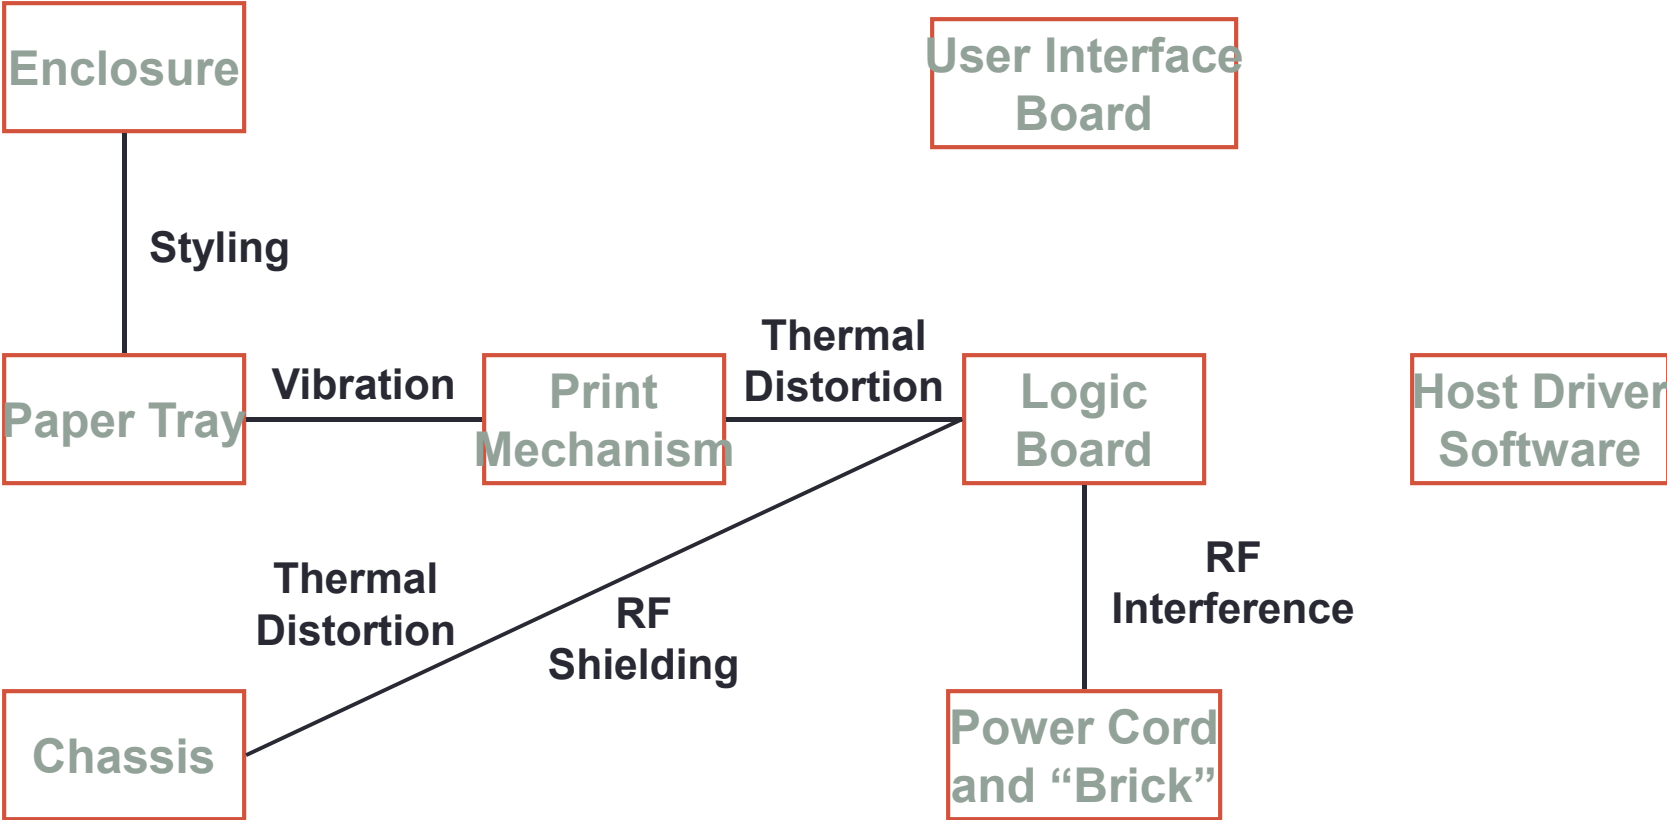 Enclosure
User Interface
Board
Styling
Thermal
Distortion
Vibration
Paper Tray
Print
Mechanism
Logic
Board
Host Driver
Software
Thermal
Distortion
RF
Shielding
RF
Interference
Chassis
Power Cord
and “Brick”